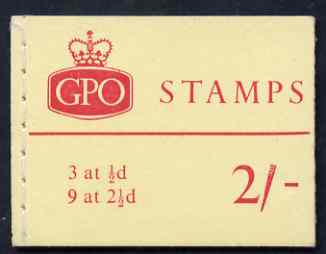 GPO STAMPS
3 at ½d
9 at 2½d
2/-